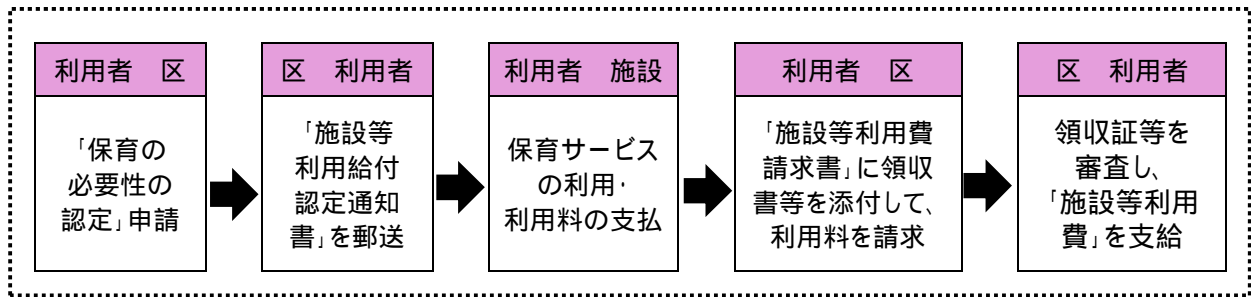 利用者　区
「保育の
必要性の
認定」申請
区　利用者
「施設等
利用給付
認定通知
書」を郵送
利用者　施設
保育サービス
の利用・
利用料の支払
利用者　区
「施設等利用費
請求書」に領収
書等を添付して、
利用料を請求
区　利用者
領収証等を
審査し、
「施設等利用
費」を支給